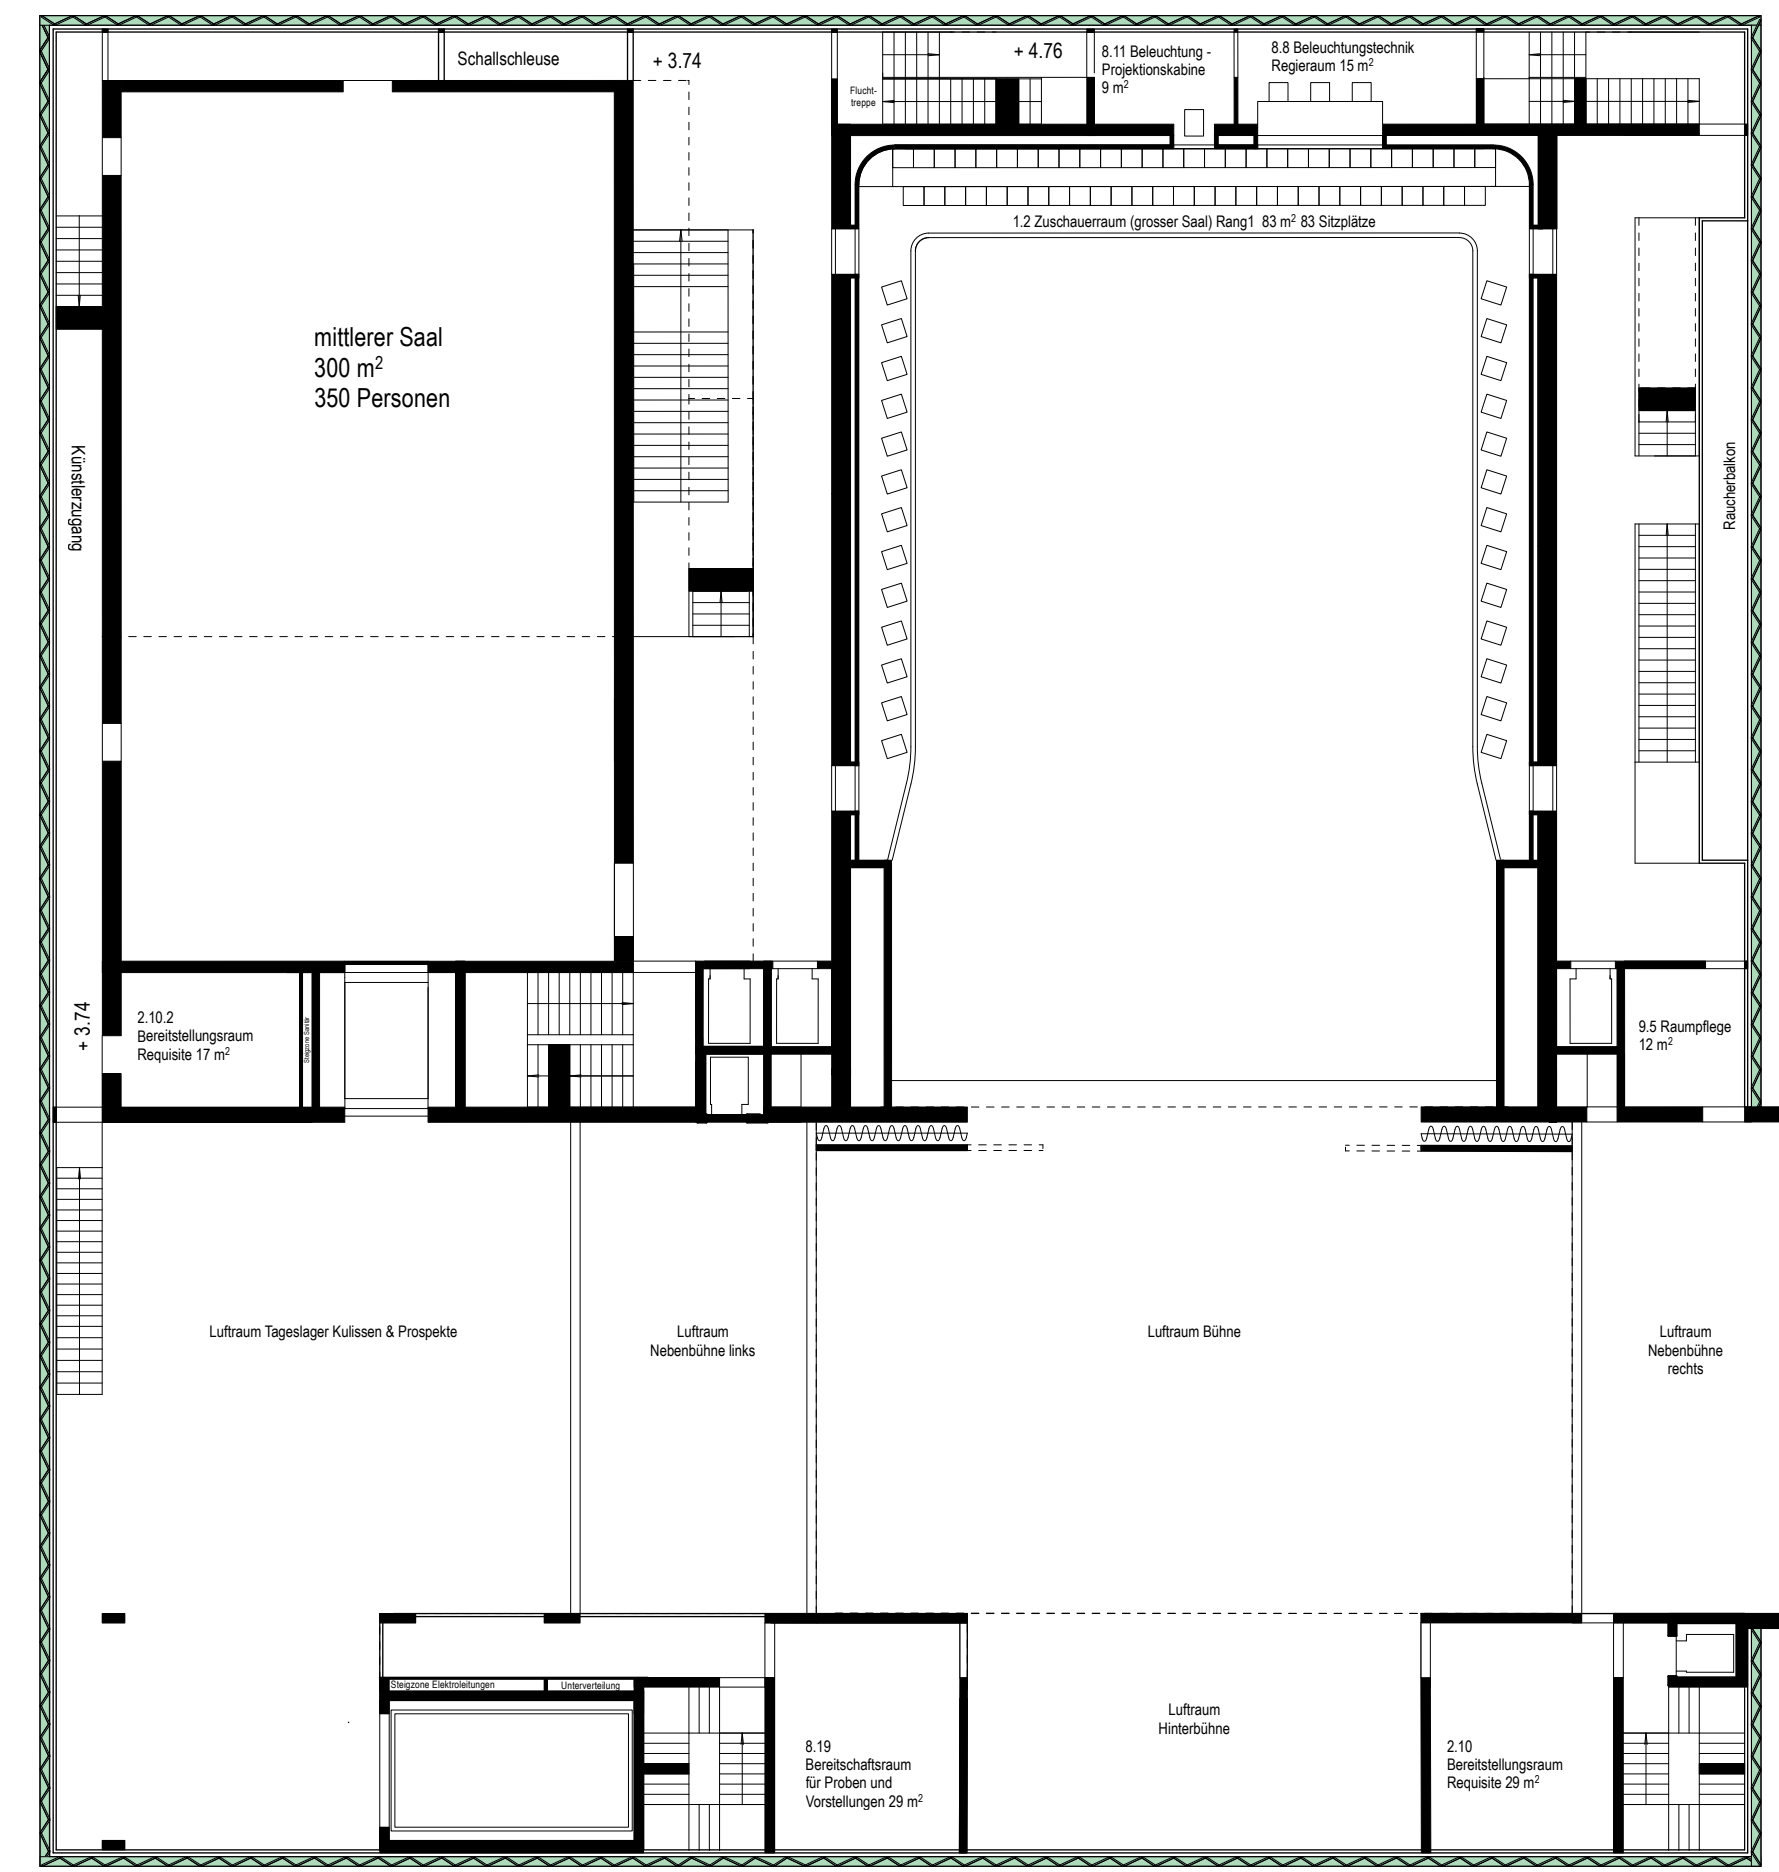 Schallschleuse
+ 3.74
+ 4.76
8.11 Beleuchtung -
Projektionskabine
9 m²
8.8 Beleuchtungstechnik
Regieraum 15 m²
Flucht-
treppe
1.2 Zuschauerraum (grosser Saal) Rang1 83 m² 83 Sitzplätze
mittlerer Saal
300 m²
350 Personen
Künstlerzugang
Raucherbalkon
+ 3.74
2.10.2
Bereitstellungsraum
Requisite 17 m²
Steigzone Sanitär
9.5 Raumpflege
12 m²
Luftraum Tageslager Kulissen & Prospekte
Luftraum
Nebenbühne links
Luftraum Bühne
Luftraum
Nebenbühne
rechts
Steigzone Elektroleitungen
Unterverteilung
8.19
Bereitschaftsraum
für Proben und
Vorstellungen 29 m²
Luftraum
Hinterbühne
2.10
Bereitstellungsraum
Requisite 29 m²